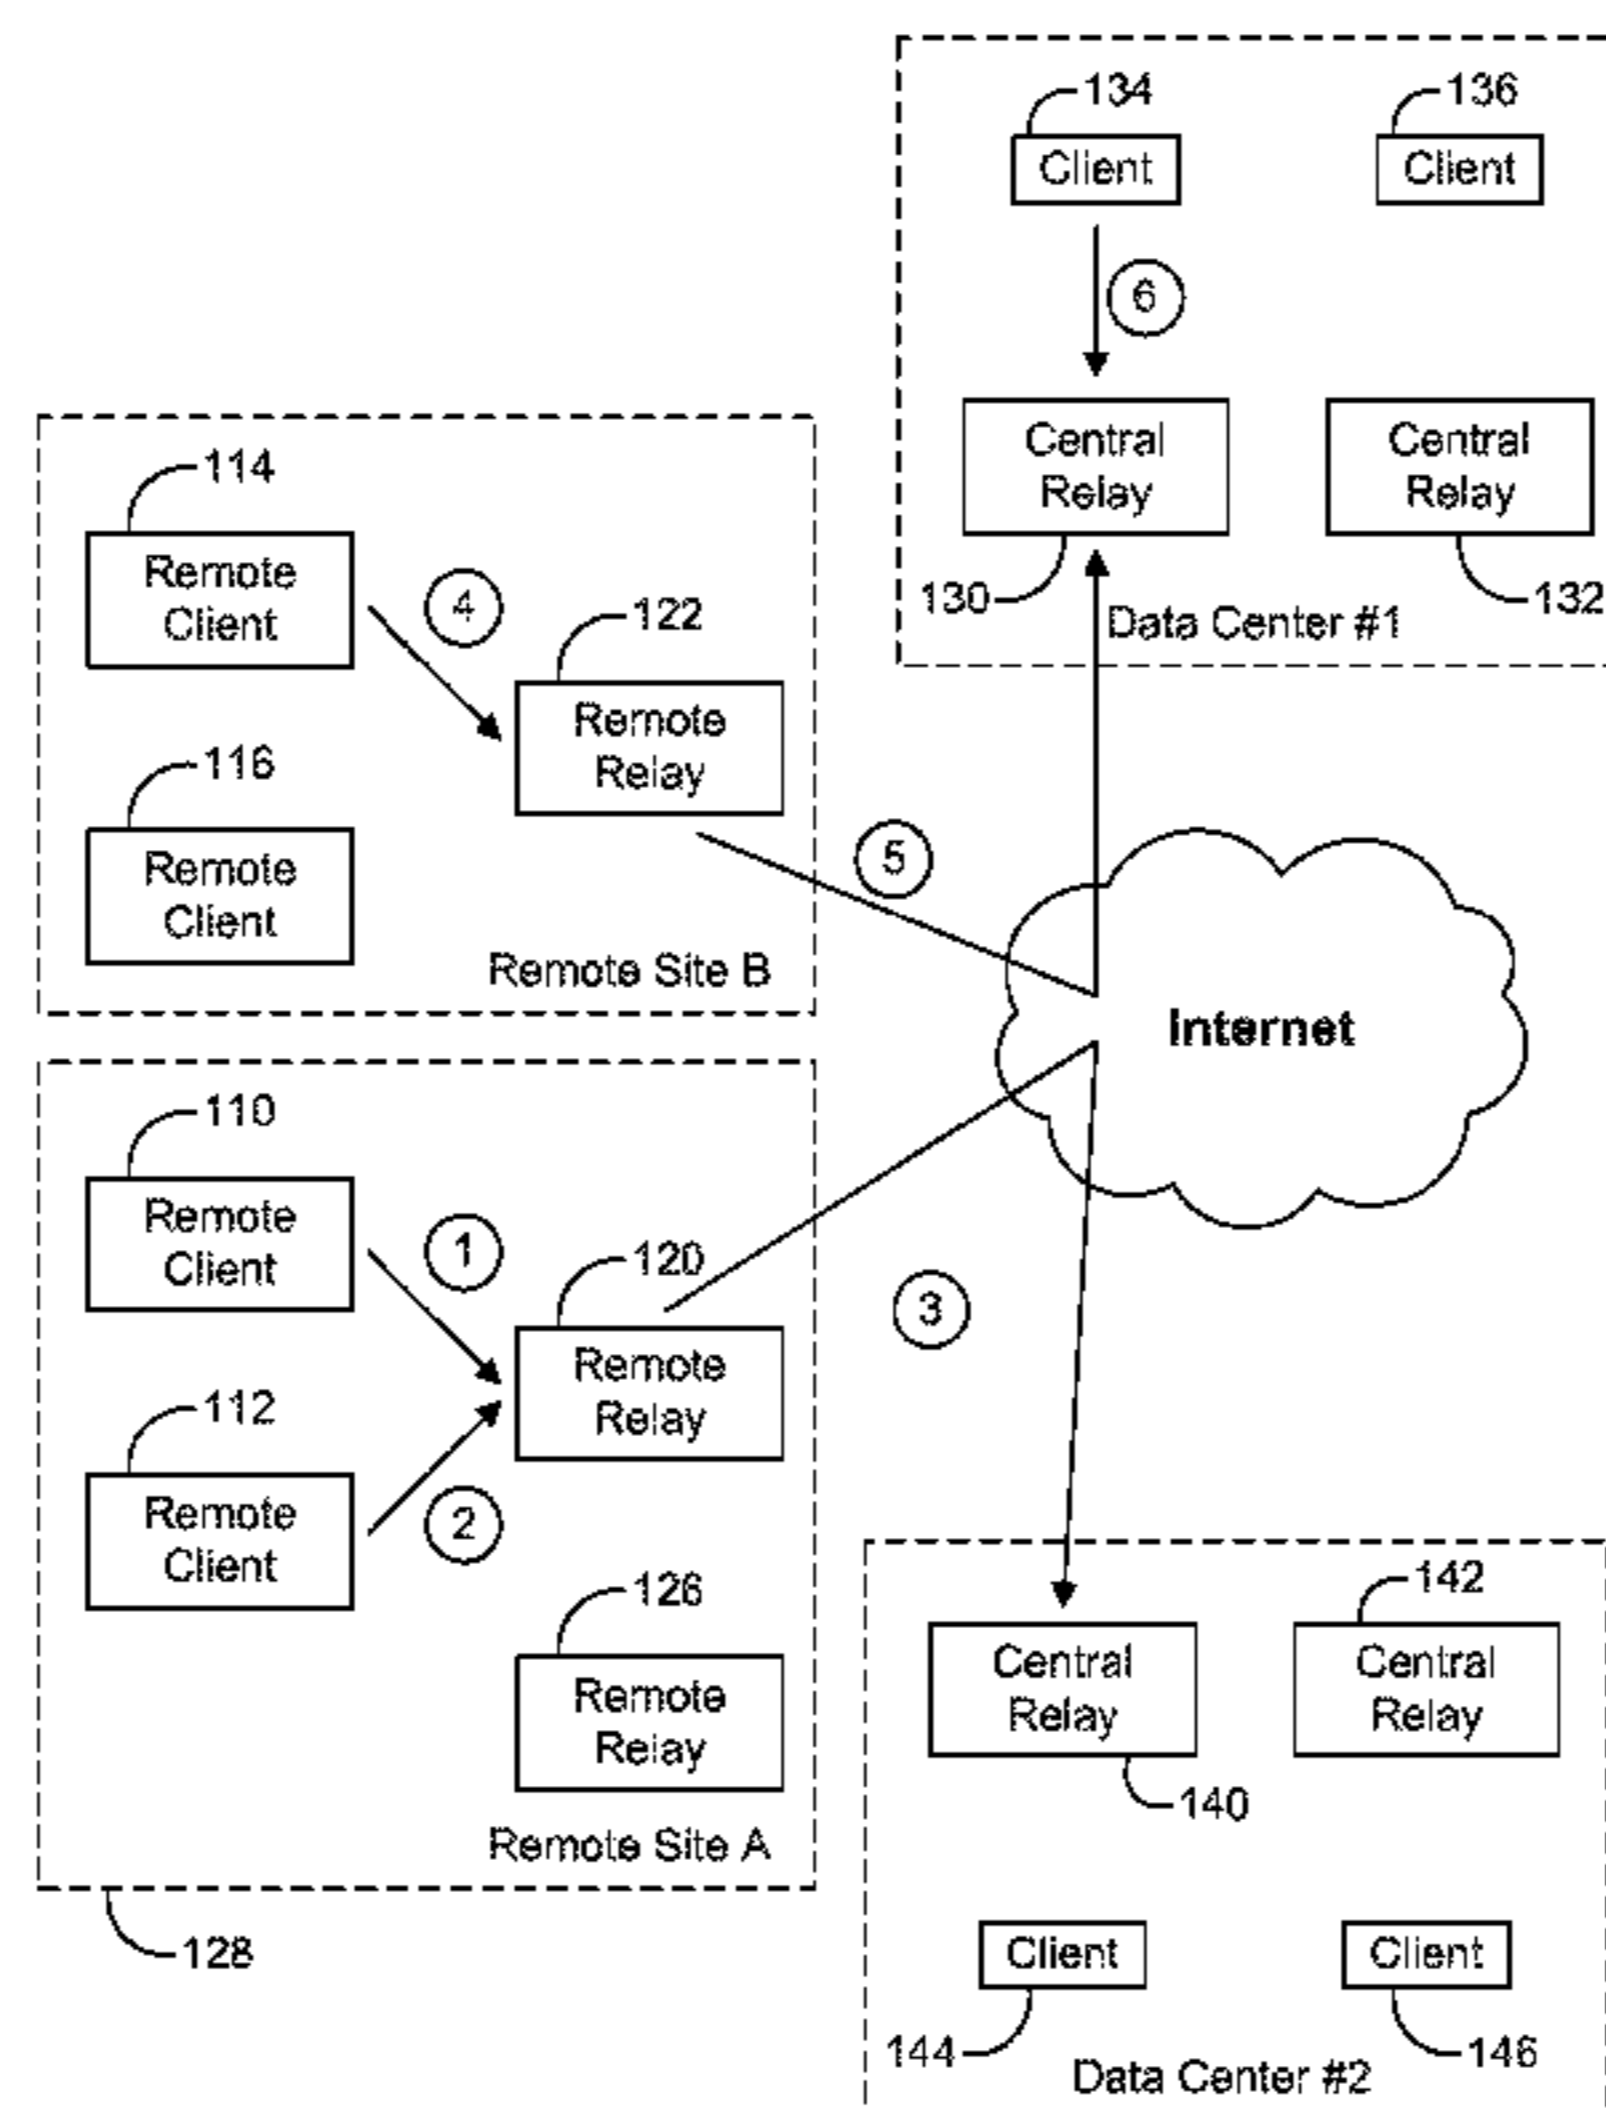 134
136
Client
Client
6
Central
Relay
Central
Relay
130
132
Data Center #1
114
Remote
Client
4
122
Remote
Relay
116
Remote
Client
5
Remote Site B
Internet
110
Remote
Client
1
120
Remote
Relay
3
112
Remote
Client
2
126
Remote
Relay
Remote Site A
128
142
Central
Relay
Central
Relay
140
Client
Client
144
146
Data Center #2